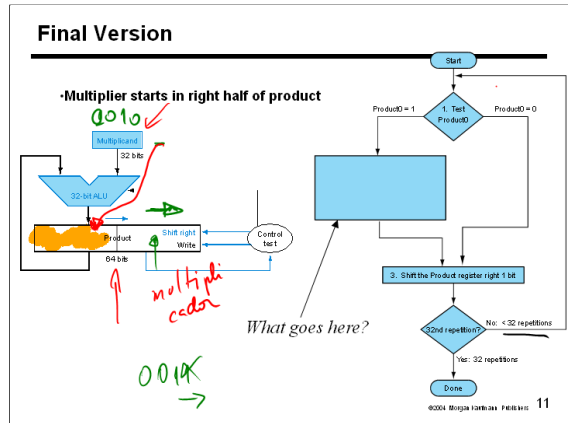 Final Version
•Multiplier starts in right half of product
Multiplicand
32 bits
32-bit ALU
Product
Shift right
Write
64 bits
Control
test
multipli
cador
What goes here?
Start
Product0 = 1
1. Test
Product0
Product0 = 0
3. Shift the Product register right 1 bit
32nd repetition?
No: < 32 repetitions
Yes: 32 repetitions
Done
©2004 Morgan Kaufmann Publishers
11